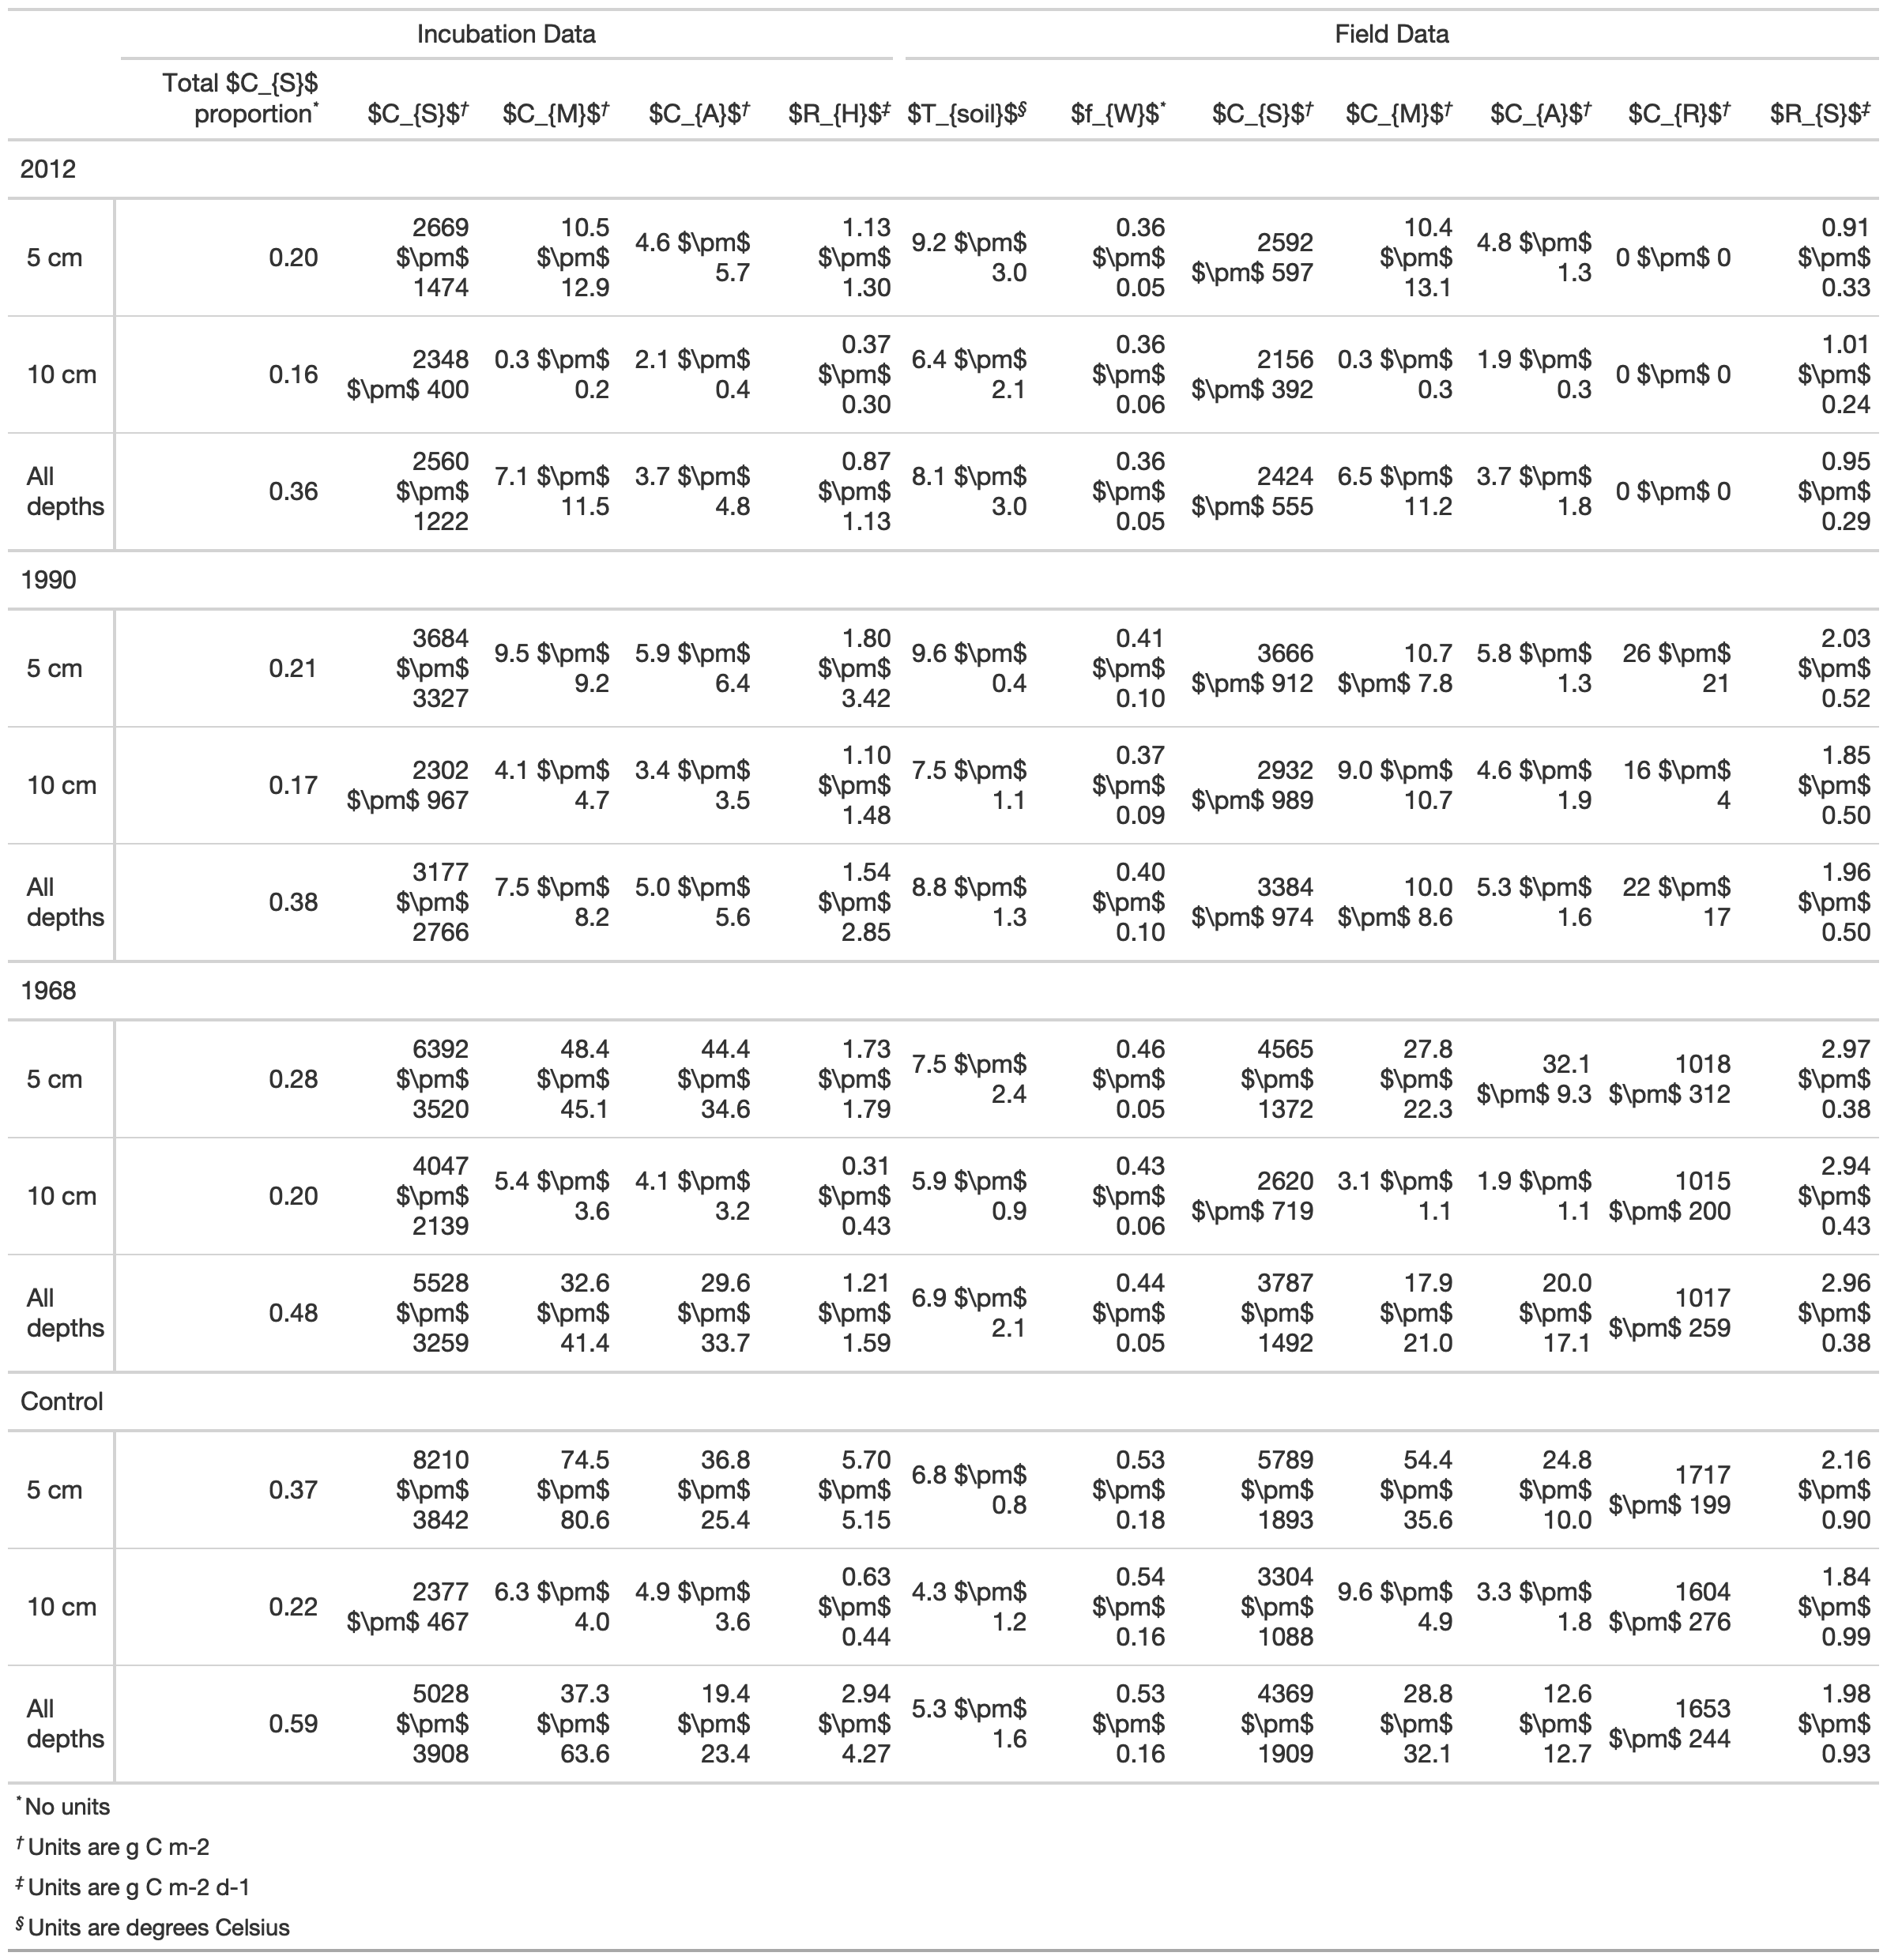 Incubation Data Field Data
Total $C_{S}$
proportion* $C_{S}$† $C_{M}$† $C_{A}$† $R_{H}$‡ $T_{soil}$§ $f_{W}$* $C_{S}$† $C_{M}$† $C_{A}$† $C_{R}$† $R_{S}$‡
2012
5 cm 0.20 2669 $\pm$ 1474 10.5 $\pm$ 12.9 4.6 $\pm$ 5.7 1.13 $\pm$ 1.30 9.2 $\pm$ 3.0 0.36 $\pm$ 0.05 2592 $\pm$ 597 10.4 $\pm$ 13.1 4.8 $\pm$ 1.3 0 $\pm$ 0 0.91 $\pm$ 0.33
10 cm 0.16 2348 $\pm$ 400 0.3 $\pm$ 0.2 2.1 $\pm$ 0.4 0.37 $\pm$ 0.30 6.4 $\pm$ 2.1 0.36 $\pm$ 0.06 2156 $\pm$ 392 0.3 $\pm$ 0.3 1.9 $\pm$ 0.3 0 $\pm$ 0 1.01 $\pm$ 0.24
All depths 0.36 2560 $\pm$ 1222 7.1 $\pm$ 11.5 3.7 $\pm$ 4.8 0.87 $\pm$ 1.13 8.1 $\pm$ 3.0 0.36 $\pm$ 0.05 2424 $\pm$ 555 6.5 $\pm$ 11.2 3.7 $\pm$ 1.8 0 $\pm$ 0 0.95 $\pm$ 0.29
1990
5 cm 0.21 3684 $\pm$ 3327 9.5 $\pm$ 9.2 5.9 $\pm$ 6.4 1.80 $\pm$ 3.42 9.6 $\pm$ 0.4 0.41 $\pm$ 0.10 3666 $\pm$ 912 10.7 $\pm$ 7.8 5.8 $\pm$ 1.3 26 $\pm$ 21 2.03 $\pm$ 0.52
10 cm 0.17 2302 $\pm$ 967 4.1 $\pm$ 4.7 3.4 $\pm$ 3.5 1.10 $\pm$ 1.48 7.5 $\pm$ 1.1 0.37 $\pm$ 0.09 2932 $\pm$ 989 9.0 $\pm$ 10.7 4.6 $\pm$ 1.9 16 $\pm$ 4 1.85 $\pm$ 0.50
All depths 0.38 3177 $\pm$ 2766 7.5 $\pm$ 8.2 5.0 $\pm$ 5.6 1.54 $\pm$ 2.85 8.8 $\pm$ 1.3 0.40 $\pm$ 0.10 3384 $\pm$ 974 10.0 $\pm$ 8.6 5.3 $\pm$ 1.6 22 $\pm$ 17 1.96 $\pm$ 0.50
1968
5 cm 0.28 6392 $\pm$ 3520 48.4 $\pm$ 45.1 44.4 $\pm$ 34.6 1.73 $\pm$ 1.79 7.5 $\pm$ 2.4 0.46 $\pm$ 0.05 4565 $\pm$ 1372 27.8 $\pm$ 22.3 32.1 $\pm$ 9.3 1018 $\pm$ 312 2.97 $\pm$ 0.38
10 cm 0.20 4047 $\pm$ 2139 5.4 $\pm$ 3.6 4.1 $\pm$ 3.2 0.31 $\pm$ 0.43 5.9 $\pm$ 0.9 0.43 $\pm$ 0.06 2620 $\pm$ 719 3.1 $\pm$ 1.1 1.9 $\pm$ 1.1 1015 $\pm$ 200 2.94 $\pm$ 0.43
All depths 0.48 5528 $\pm$ 3259 32.6 $\pm$ 41.4 29.6 $\pm$ 33.7 1.21 $\pm$ 1.59 6.9 $\pm$ 2.1 0.44 $\pm$ 0.05 3787 $\pm$ 1492 17.9 $\pm$ 21.0 20.0 $\pm$ 17.1 1017 $\pm$ 259 2.96 $\pm$ 0.38
Control
5 cm 0.37 8210 $\pm$ 3842 74.5 $\pm$ 80.6 36.8 $\pm$ 25.4 5.70 $\pm$ 5.15 6.8 $\pm$ 0.8 0.53 $\pm$ 0.18 5789 $\pm$ 1893 54.4 $\pm$ 35.6 24.8 $\pm$ 10.0 1717 $\pm$ 199 2.16 $\pm$ 0.90
10 cm 0.22 2377 $\pm$ 467 6.3 $\pm$ 4.0 4.9 $\pm$ 3.6 0.63 $\pm$ 0.44 4.3 $\pm$ 1.2 0.54 $\pm$ 0.16 3304 $\pm$ 1088 9.6 $\pm$ 4.9 3.3 $\pm$ 1.8 1604 $\pm$ 276 1.84 $\pm$ 0.99
All depths 0.59 5028 $\pm$ 3908 37.3 $\pm$ 63.6 19.4 $\pm$ 23.4 2.94 $\pm$ 4.27 5.3 $\pm$ 1.6 0.53 $\pm$ 0.16 4369 $\pm$ 1909 28.8 $\pm$ 32.1 12.6 $\pm$ 12.7 1653 $\pm$ 244 1.98 $\pm$ 0.93
* No units
† Units are g C m-2
‡ Units are g C m-2 d-1
§ Units are degrees Celsius